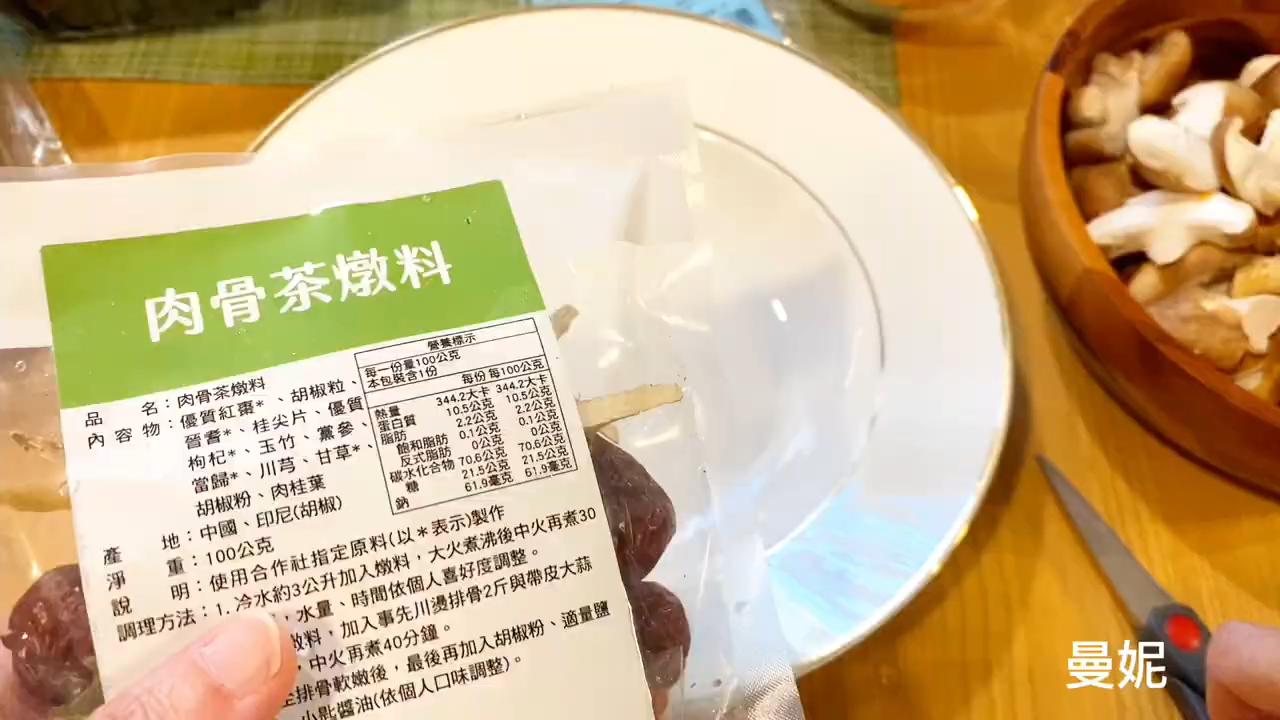 肉骨茶燉料
品 名：肉骨茶燉料
內 容 物：優質紅棗*、胡椒粒、
晉耆*、桂尖片、優質
枸杞*、玉竹、黨參、
當歸*、川芎、甘草*、
胡椒粉、肉桂葉
營養標示
每一份量100公克
本包裝含1份
每份 每100公克
熱量 344.2大卡 344.2大卡
蛋白質 10.5公克 10.5公克
脂肪 2.2公克 2.2公克
飽和脂肪 0.1公克 0.1公克
反式脂肪 0公克 0公克
碳水化合物 70.6公克 70.6公克
糖 21.5公克 21.5公克
鈉 61.9毫克 61.9毫克
產 地：中國、印尼(胡椒)
淨 重：100公克
說 明：使用合作社指定原料(以＊表示)製作
調理方法：1. 冷水約3公升加入燉料，大火煮沸後中火再煮30
，水量、時間依個人喜好度調整。
燉料，加入事先川燙排骨2斤與帶皮大蒜
，中火再煮40分鐘。
至排骨軟嫩後，最後再加入胡椒粉、適量鹽
小匙醬油(依個人口味調整)。
曼妮